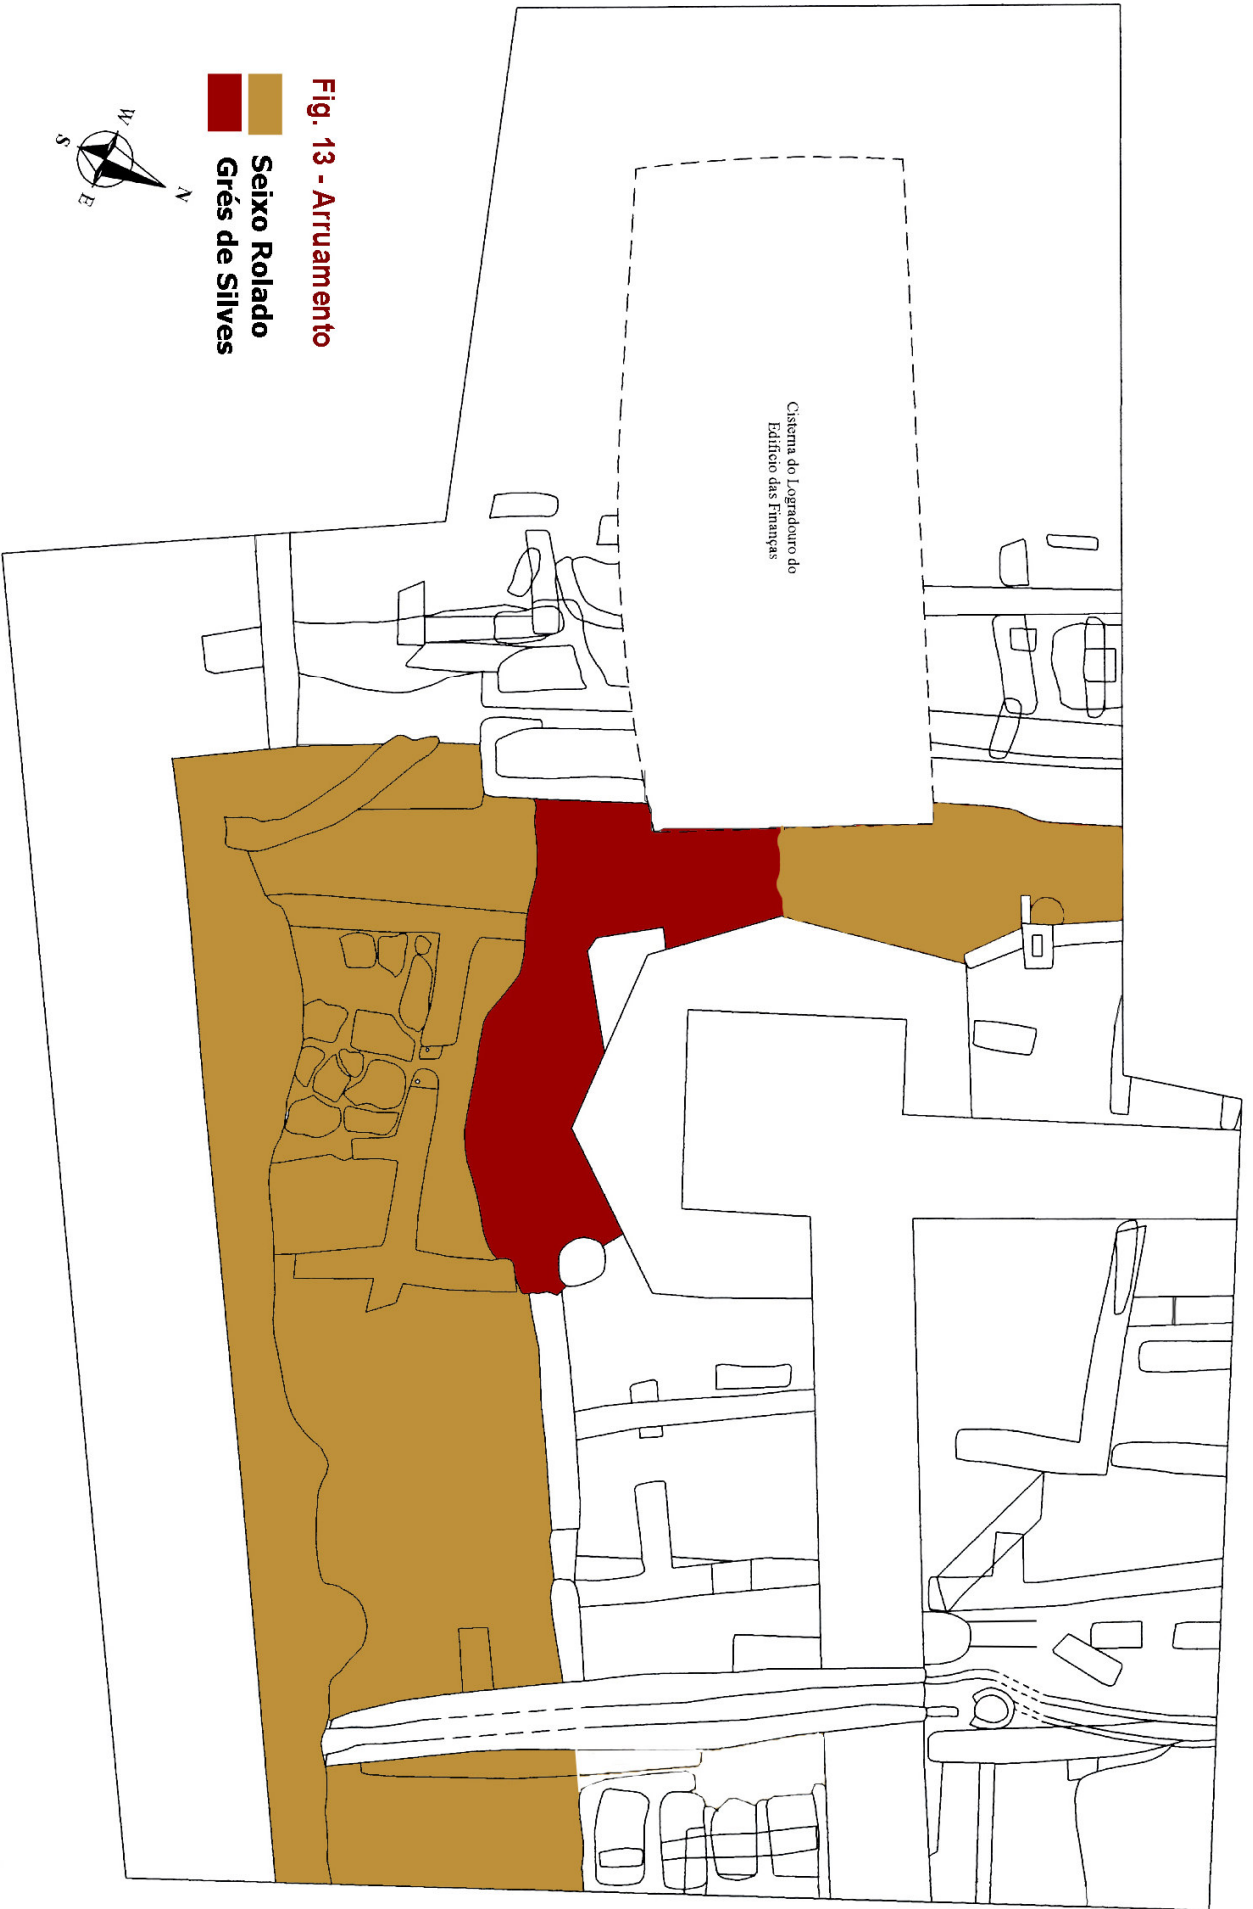 Fig. 13 - Arruamento
Seixo Rolado
Grés de Silves
N
W
E
S
Cisterna do Logradouro do
Edifício das Finanças